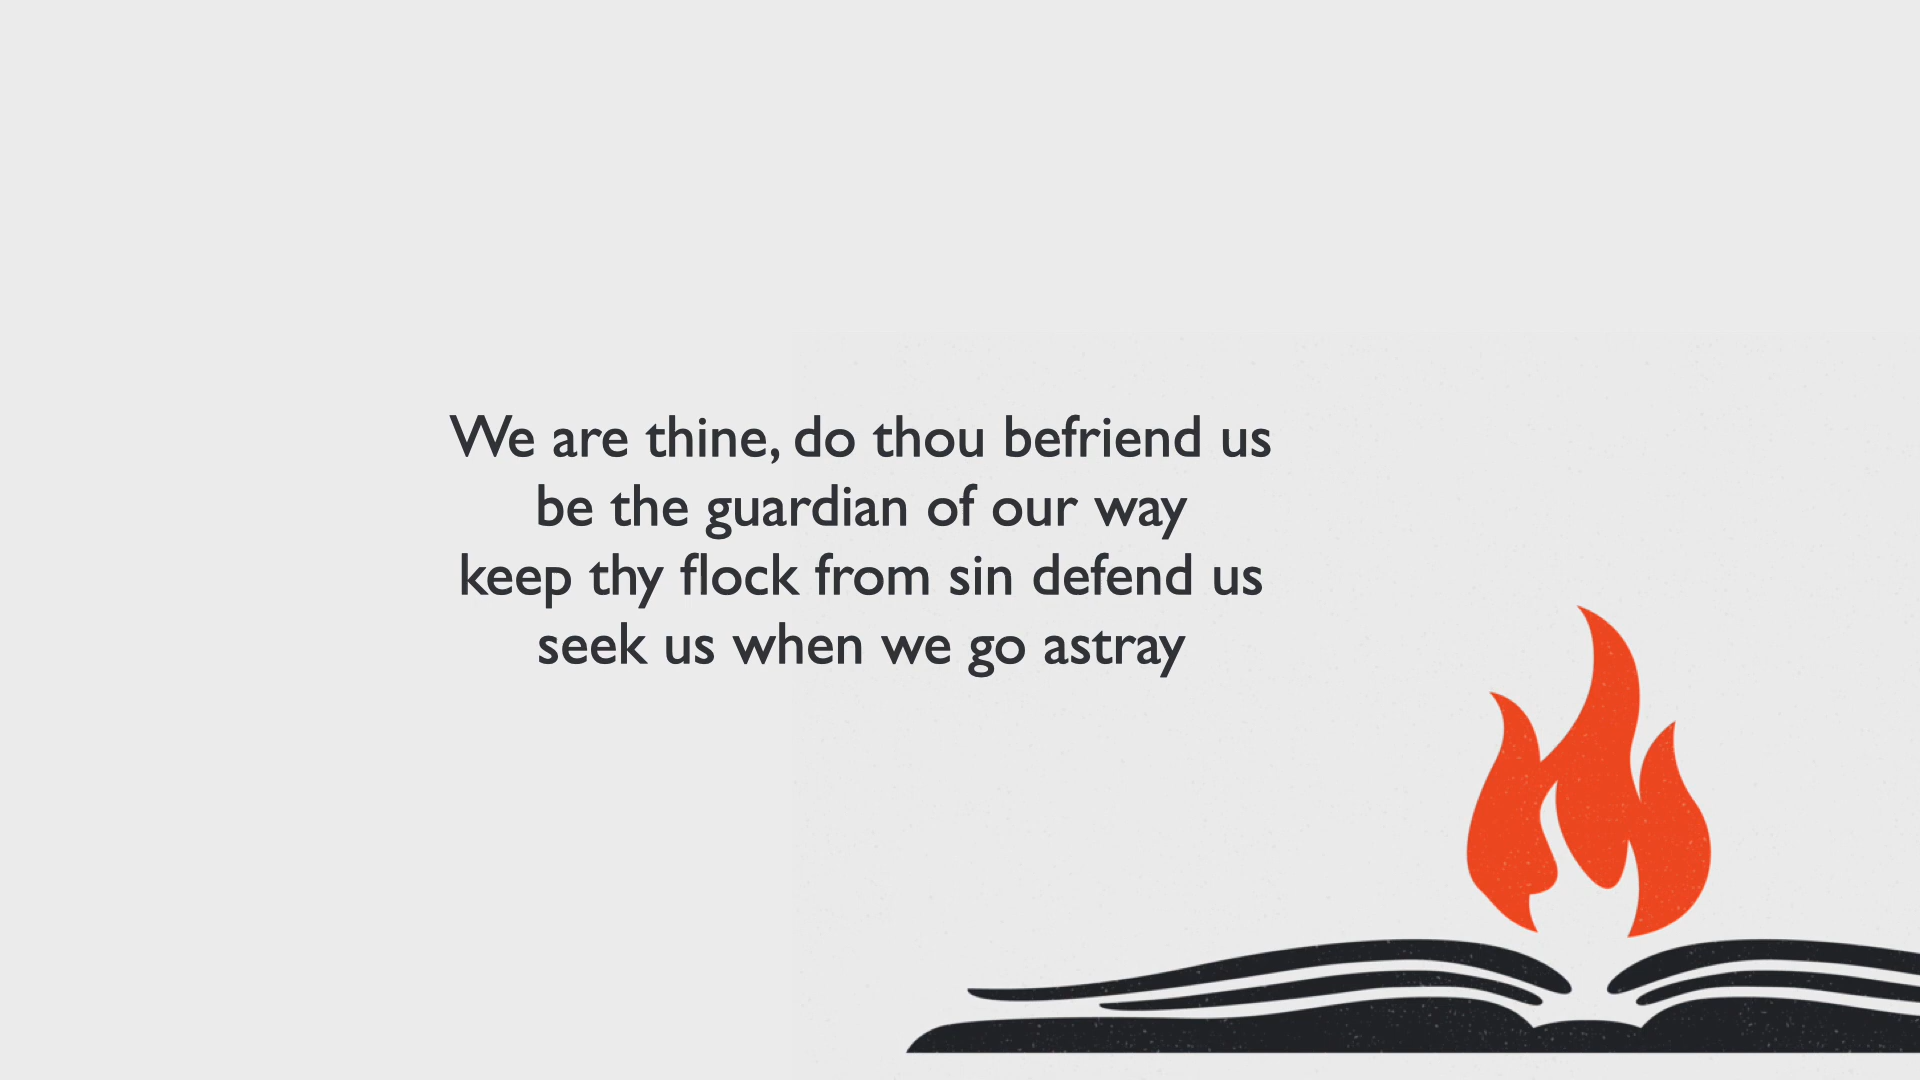 We are thine, do thou befriend us
be the guardian of our way
keep thy flock from sin defend us
seek us when we go astray